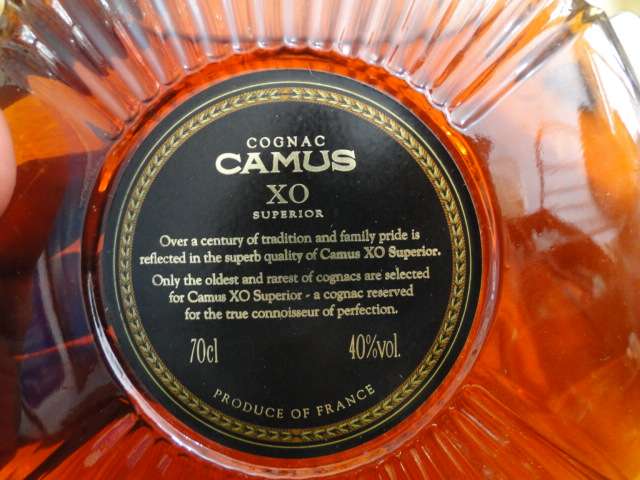 COGNAC
CAMUS
XO
SUPERIOR
Over a century of tradition and family pride is
reflected in the superb quality of Camus XO Superior.
Only the oldest and rarest of cognacs are selected
for Camus XO Superior - a cognac reserved
for the true connoisseur of perfection.
70cl 40%vol.
PRODUCE OF FRANCE